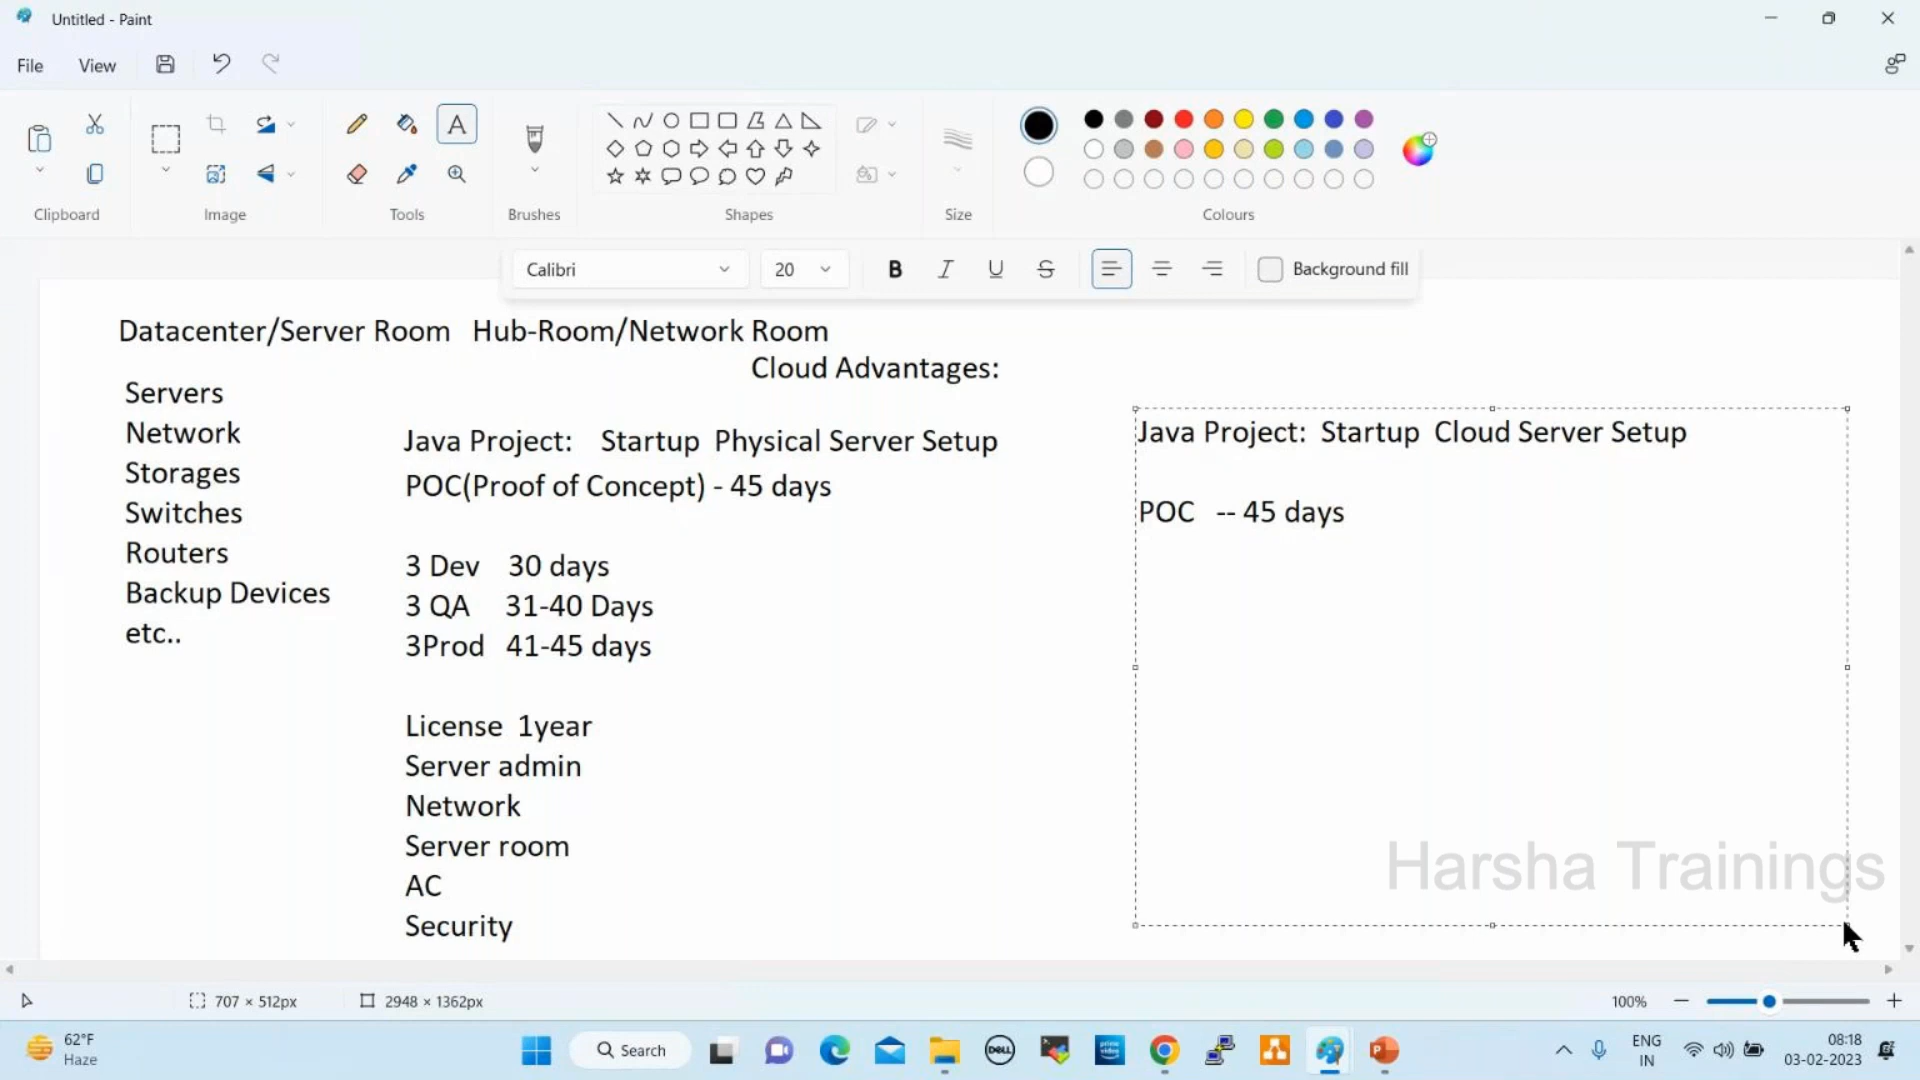 Untitled - Paint
File View
Clipboard
Image
Tools
Brushes
Shapes
Size
Colours
Calibri 20 B I U S Background fill
Datacenter/Server Room Hub-Room/Network Room
Cloud Advantages:
Servers
Network
Storages
Switches
Routers
Backup Devices
etc..
Java Project: Startup Physical Server Setup
POC(Proof of Concept) - 45 days
3 Dev 30 days
3 QA 31-40 Days
3Prod 41-45 days
License 1year
Server admin
Network
Server room
AC
Security
Java Project: Startup Cloud Server Setup
POC -- 45 days
Harsha Trainings
707 × 512px 2948 × 1362px 100%
62°F
Haze
Search
DELL
prime video
ENG
IN
08:18
03-02-2023